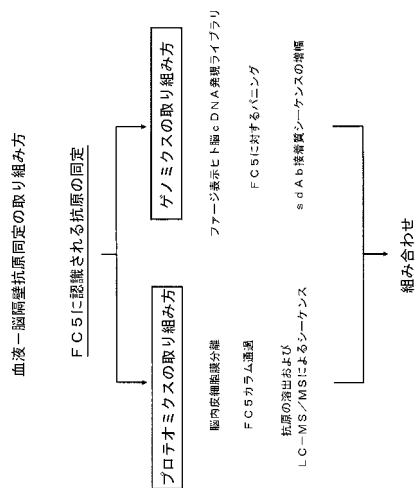 血液－脳隔壁抗原同定の取り組み方
ＦＣ５に認識される抗原の同定
プロテオミクスの取り組み方
脳内皮細胞膜分離
ＦＣ５カラム通過
抗原の溶出および
ＬＣ－ＭＳ／ＭＳによるシーケンス
ゲノミクスの取り組み方
ファージ表示ヒト脳ｃＤＮＡ発現ライブラリ
ＦＣ５に対するパニング
ｓｄＡｂ接着質シーケンスの増幅
組み合わせ